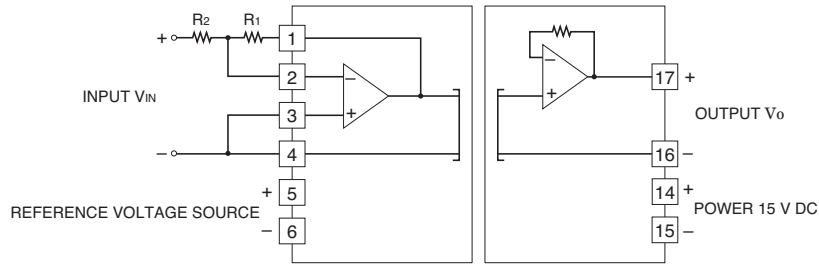 R2 R1
+ 1
2 −
INPUT VIN
3 +
− 4
+ 5
REFERENCE VOLTAGE SOURCE
− 6
−
+
17 +
OUTPUT Vo
16 −
14 +
POWER 15 V DC
15 −